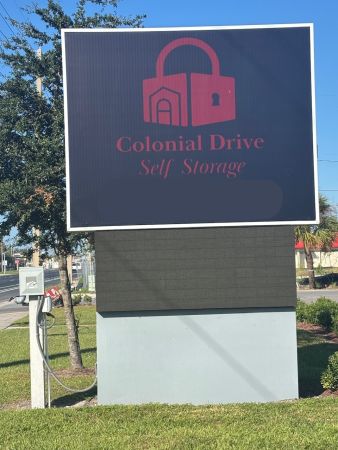 Colonial Drive
Self Storage